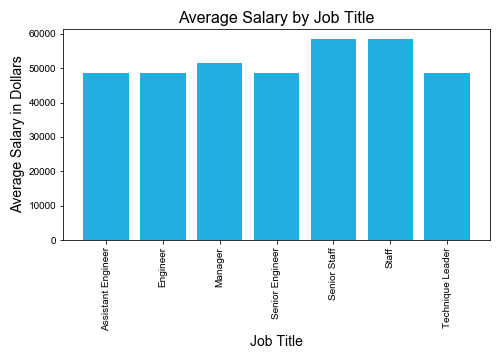 Average Salary by Job Title
Average Salary in Dollars
60000
50000
40000
30000
20000
10000
0
Assistant Engineer
Engineer
Manager
Senior Engineer
Senior Staff
Staff
Technique Leader
Job Title